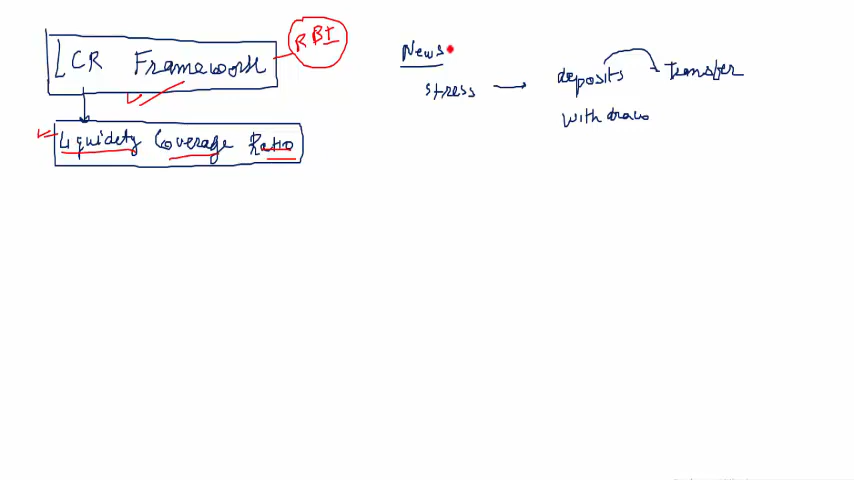 LCR Framework
RBI
Liquidity Coverage Ratio
News
stress → deposits transfer
withdraw